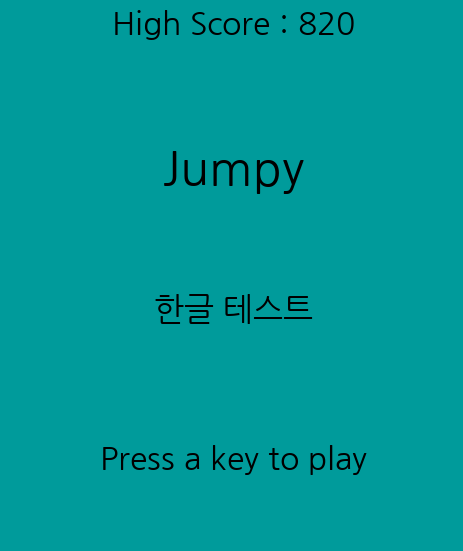 High Score : 820
Jumpy
한글 테스트
Press a key to play